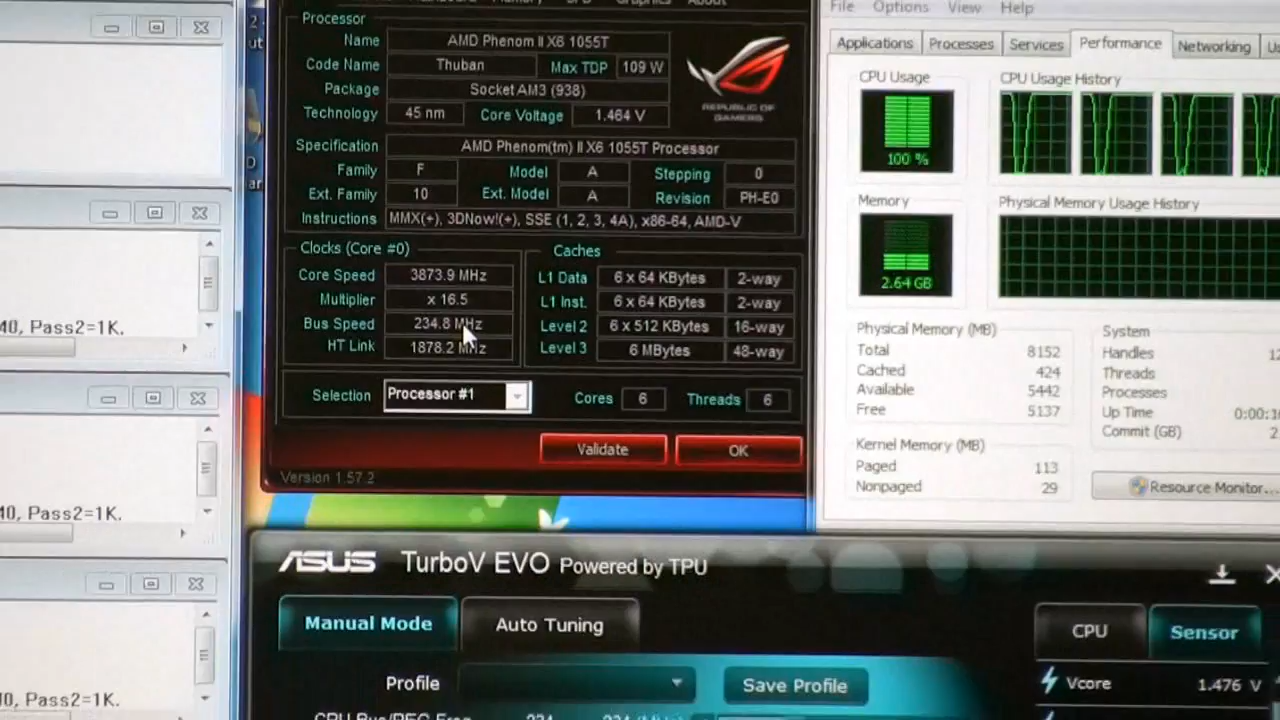 Processor
Name AMD Phenom II X6 1055T
Code Name Thuban Max TDP 109 W
Package Socket AM3 (938)
Technology 45 nm Core Voltage 1.464 V
REPUBLIC OF
GAMERS
Specification AMD Phenom(tm) II X6 1055T Processor
Family F Model A Stepping 0
Ext. Family 10 Ext. Model A Revision PH-E0
Instructions MMX(+), 3DNow!(+), SSE (1, 2, 3, 4A), x86-64, AMD-V
Clocks (Core #0)
Core Speed 3873.9 MHz
Multiplier x 16.5
Bus Speed 234.8 MHz
HT Link 1878.2 MHz
Caches
L1 Data 6 x 64 KBytes 2-way
L1 Inst. 6 x 64 KBytes 2-way
Level 2 6 x 512 KBytes 16-way
Level 3 6 MBytes 48-way
Selection Processor #1 Cores 6 Threads 6
Validate OK
Version 1.57.2
File Options View Help
Applications Processes Services Performance Networking
CPU Usage CPU Usage History
100 %
Memory Physical Memory Usage History
2.64 GB
Physical Memory (MB)
Total 8152
Cached 424
Available 5442
Free 5137
Kernel Memory (MB)
Paged 113
Nonpaged 29
System
Handles
Threads
Processes
Up Time
Commit (GB)
Resource Monitor...
Pass2=1K.
Pass2=1K.
Pass2=1K.
ASUS TurboV EVO Powered by TPU
Manual Mode Auto Tuning CPU Sensor
Profile Save Profile Vcore 1.476 V